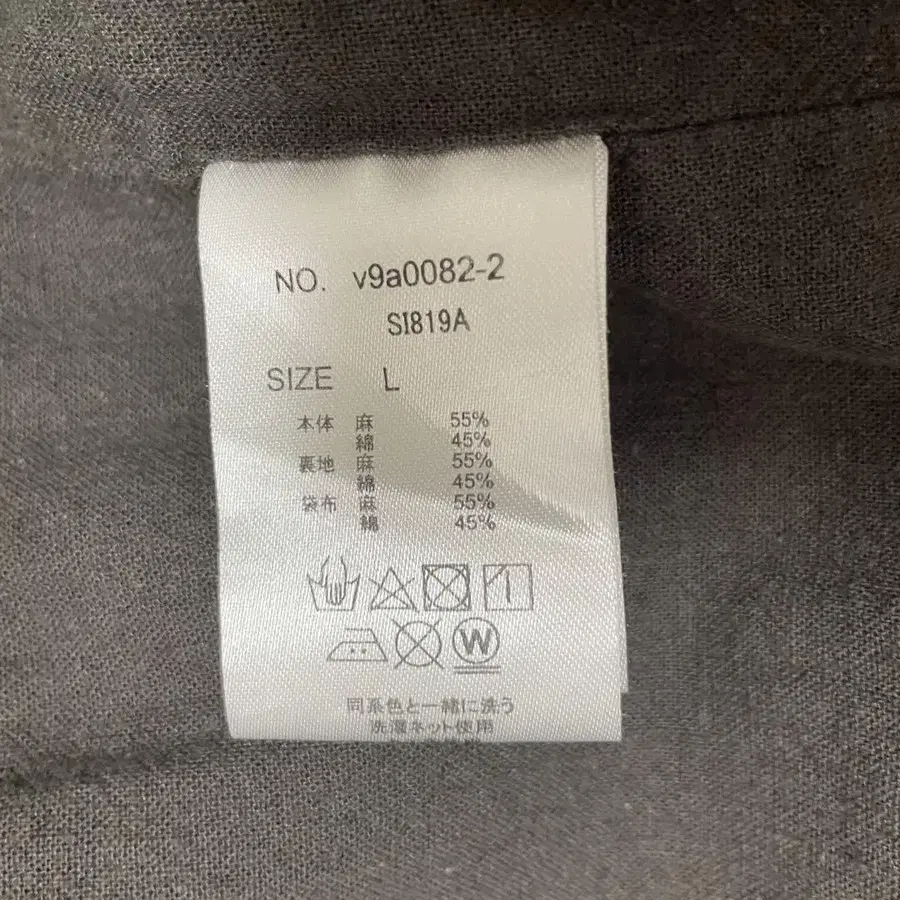 NO. v9a0082-2
SI819A
SIZE L
本体 麻 55%
綿 45%
裏地 麻 55%
綿 45%
袋布 麻 55%
綿 45%
W
同系色と一緒に洗う
洗濯ネット使用